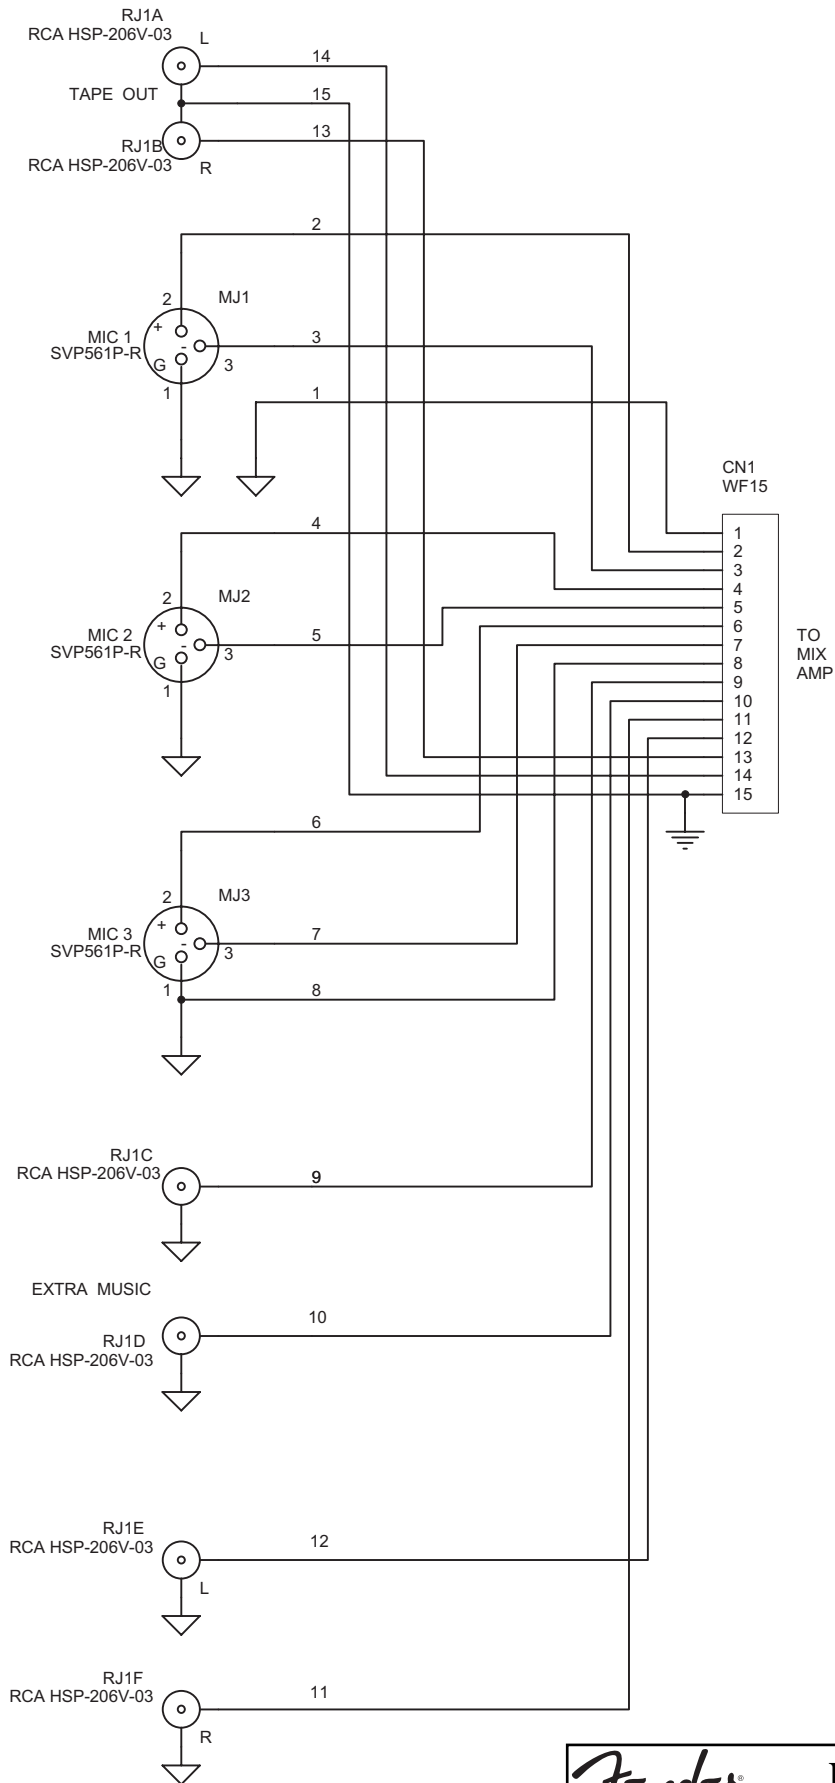 RJ1A
RCA HSP-206V-03
L
14
TAPE OUT
15
13
RJ1B
RCA HSP-206V-03
R
2
2
MJ1
+
MIC 1
SVP561P-R
-
3
G
3
1
1
CN1
WF15
4
1
2
3
4
2
MJ2
+
MIC 2
SVP561P-R
-
5
G
3
1
5
6
7
8
9
10
11
12
13
14
15
TO
MIX
AMP
6
2
MJ3
+
MIC 3
SVP561P-R
-
7
G
3
1
8
RJ1C
RCA HSP-206V-03
9
EXTRA MUSIC
10
RJ1D
RCA HSP-206V-03
RJ1E
RCA HSP-206V-03
12
L
RJ1F
RCA HSP-206V-03
11
R
Fender®